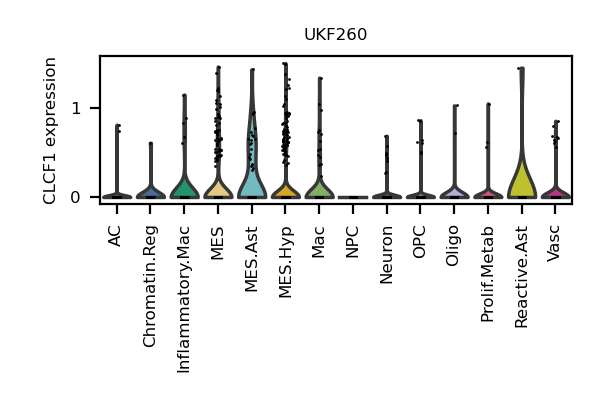 UKF260
CLCF1 expression
1
0
AC
Chromatin.Reg
Inflammatory.Mac
MES
MES.Ast
MES.Hyp
Mac
NPC
Neuron
OPC
Oligo
Prolif.Metab
Reactive.Ast
Vasc